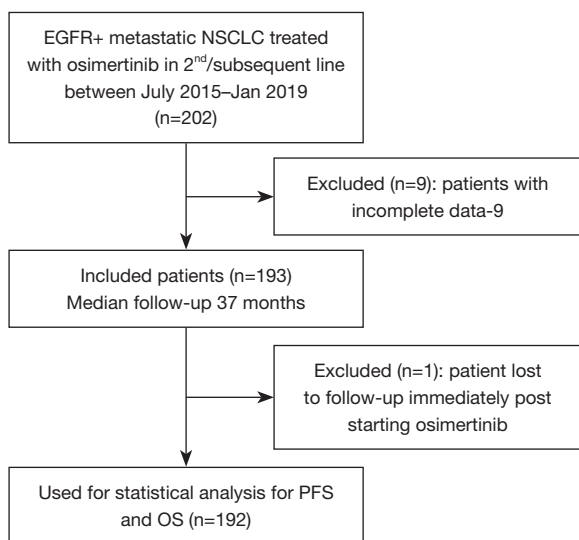 EGFR+ metastatic NSCLC treated
with osimertinib in 2nd/subsequent line
between July 2015–Jan 2019
(n=202)
Excluded (n=9): patients with
incomplete data-9
Included patients (n=193)
Median follow-up 37 months
Excluded (n=1): patient lost
to follow-up immediately post
starting osimertinib
Used for statistical analysis for PFS
and OS (n=192)